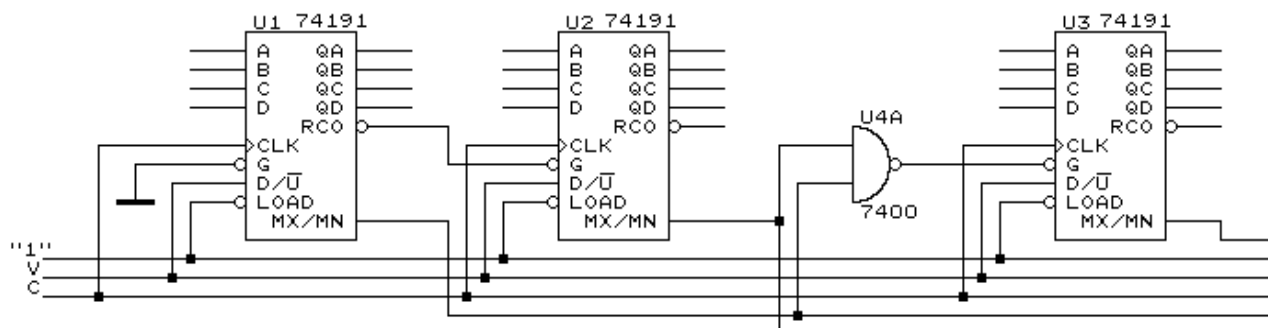 U1 74191
A QA
B QB
C QC
D QD
RCO
CLK
G
D/U̅
LOAD
MX/MN
U2 74191
A QA
B QB
C QC
D QD
RCO
CLK
G
D/U̅
LOAD
MX/MN
U4A
7400
U3 74191
A QA
B QB
C QC
D QD
RCO
CLK
G
D/U̅
LOAD
MX/MN
"1"
V
C